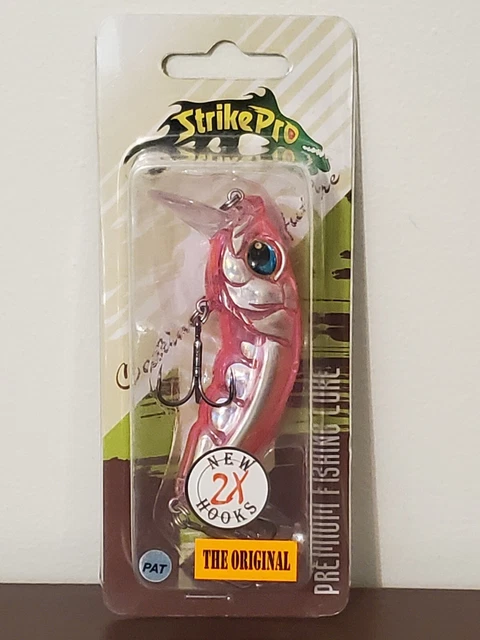 StrikePro
NEW
2X
HOOKS
THE ORIGINAL
PAT
PREMIUM FISHING LURE